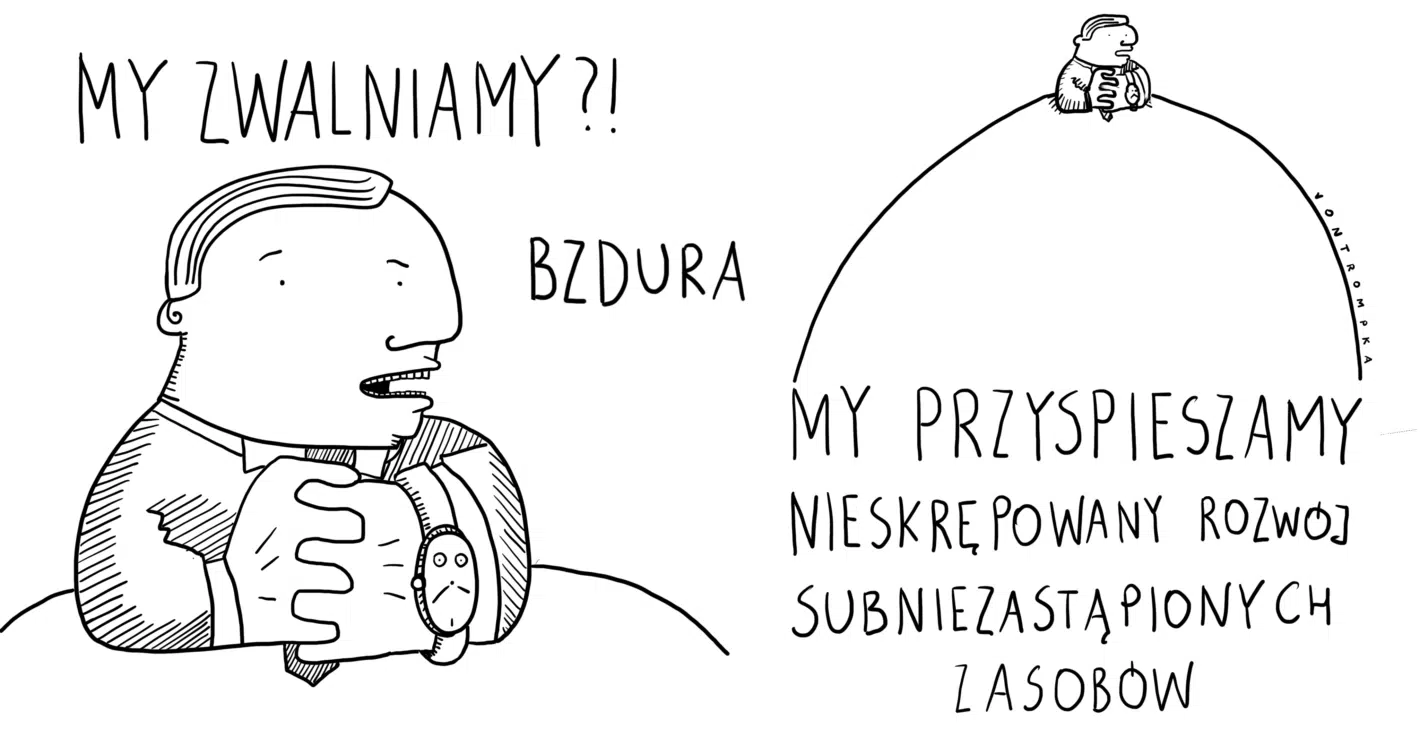 MY ZWALNIAMY?!
BZDURA
MY PRZYSPIESZAMY
NIESKRĘPOWANY ROZWÓJ
SUBNIEZASTĄPIONYCH
ZASOBÓW
VONTROMPKA